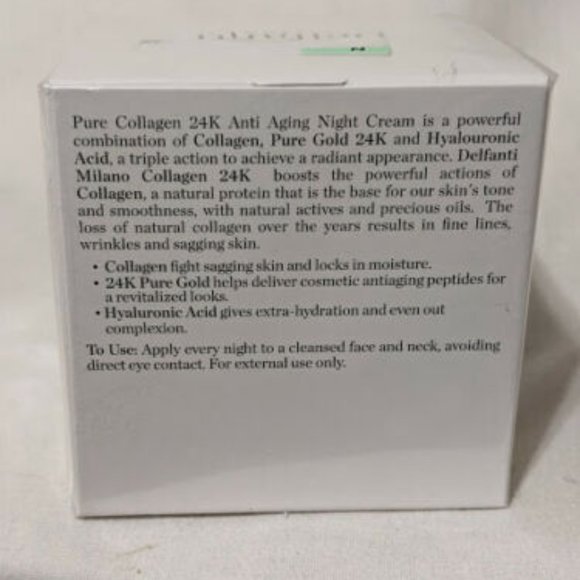 Pure Collagen 24K Anti Aging Night Cream is a powerful
combination of Collagen, Pure Gold 24K and Hyalouronic
Acid, a triple action to achieve a radiant appearance. Delfanti
Milano Collagen 24K boosts the powerful actions of
Collagen, a natural protein that is the base for our skin's tone
and smoothness, with natural actives and precious oils. The
loss of natural collagen over the years results in fine lines,
wrinkles and sagging skin.
• Collagen fight sagging skin and locks in moisture.
• 24K Pure Gold helps deliver cosmetic antiaging peptides for
a revitalized looks.
• Hyaluronic Acid gives extra-hydration and even out
complexion.
To Use: Apply every night to a cleansed face and neck, avoiding
direct eye contact. For external use only.